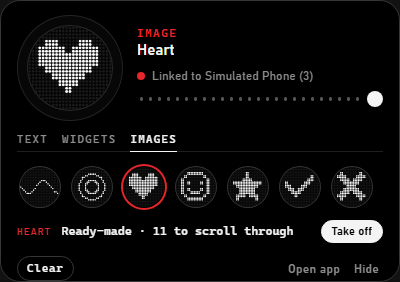 IMAGE
Heart
Linked to Simulated Phone (3)
TEXT WIDGETS IMAGES
HEART Ready-made · 11 to scroll through Take off
Clear Open app Hide